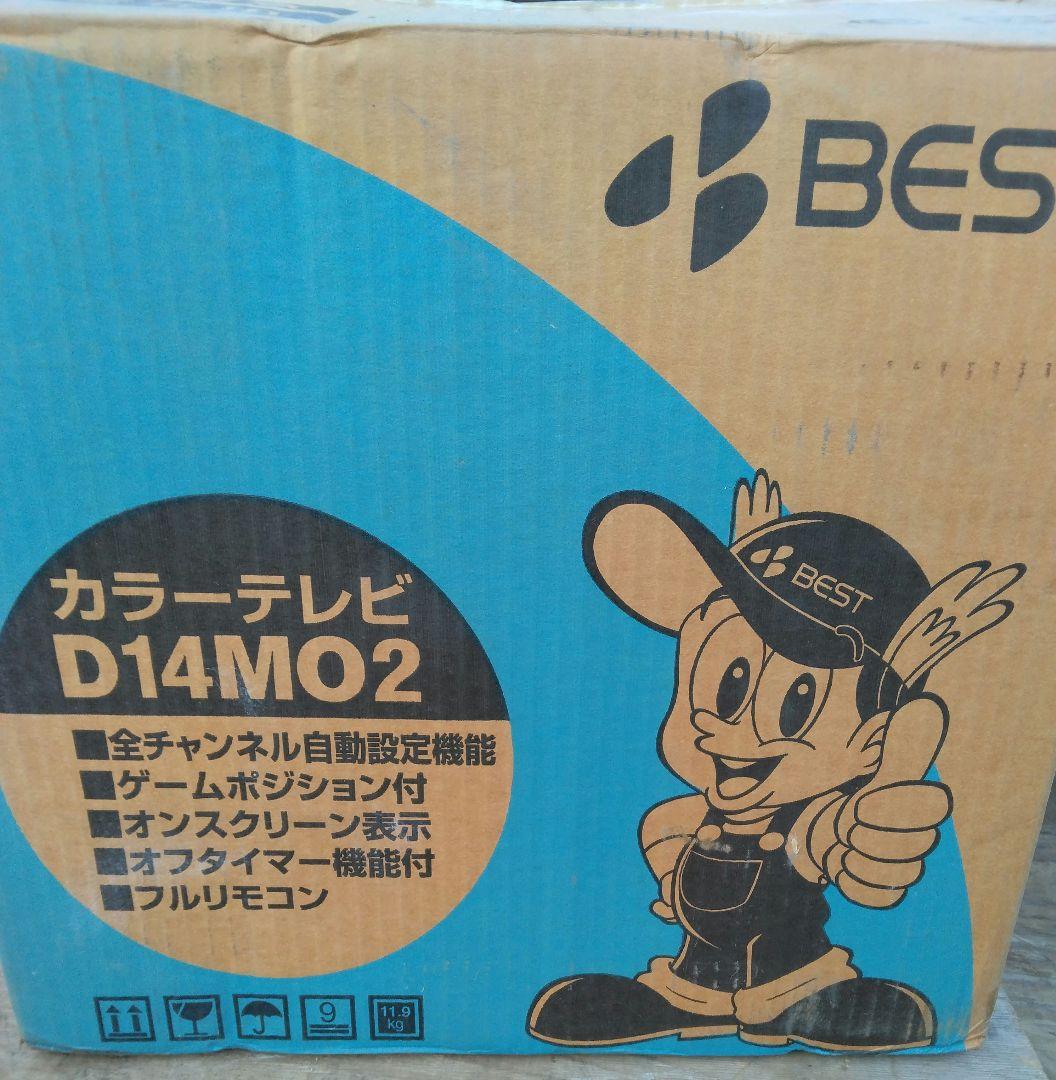 BES
BEST
カラーテレビ
D14MO2
■全チャンネル自動設定機能
■ゲームポジション付
■オンスクリーン表示
■オフタイマー機能付
■フルリモコン
9
11.9
kg